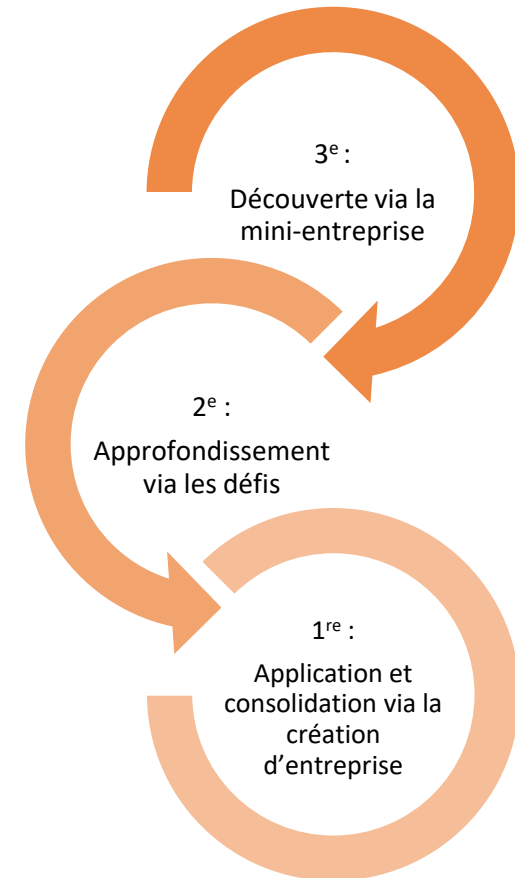 3e :
Découverte via la
mini-entreprise
2e :
Approfondissement
via les défis
1re :
Application et
consolidation via la
création
d’entreprise